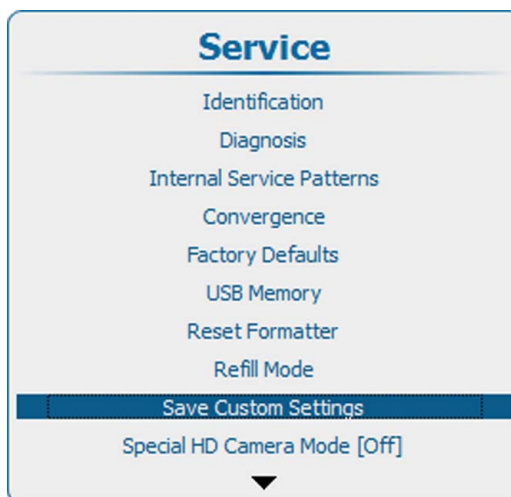 Service
Identification
Diagnosis
Internal Service Patterns
Convergence
Factory Defaults
USB Memory
Reset Formatter
Refill Mode
Save Custom Settings
Special HD Camera Mode [Off]